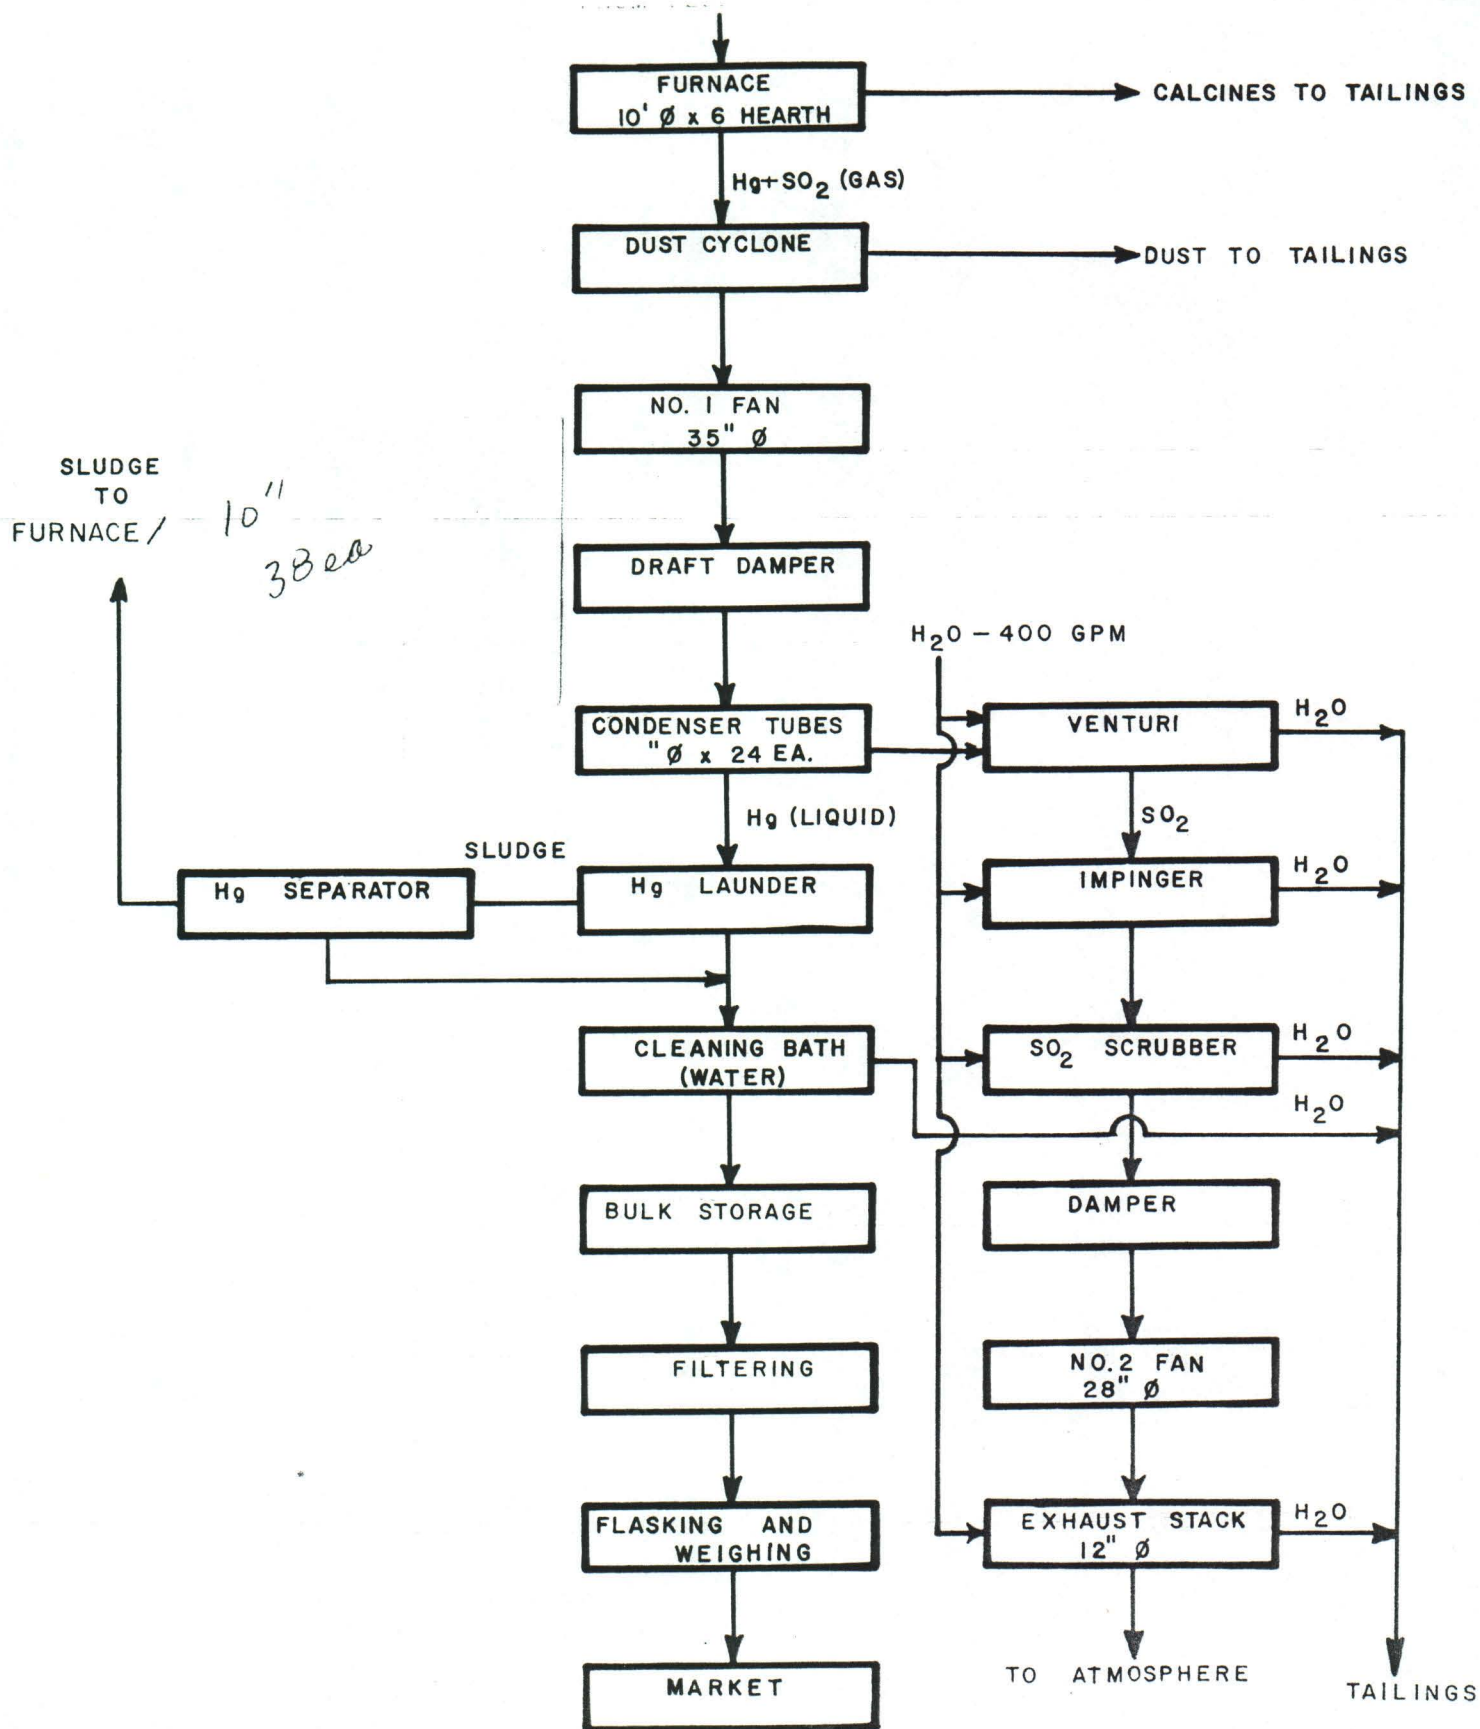 FURNACE
10' Ø x 6 HEARTH
CALCINES TO TAILINGS
Hg+SO₂ (GAS)
DUST CYCLONE
DUST TO TAILINGS
NO. 1 FAN
35" Ø
SLUDGE
TO
FURNACE /
10"
38 ea
DRAFT DAMPER
H₂O – 400 GPM
CONDENSER TUBES
" Ø x 24 EA.
VENTURI
H₂O
Hg (LIQUID)
SO₂
SLUDGE
Hg SEPARATOR
Hg LAUNDER
IMPINGER
H₂O
CLEANING BATH
(WATER)
SO₂ SCRUBBER
H₂O
H₂O
BULK STORAGE
DAMPER
FILTERING
NO. 2 FAN
28" Ø
FLASKING AND
WEIGHING
EXHAUST STACK
12" Ø
H₂O
MARKET
TO ATMOSPHERE
TAILINGS